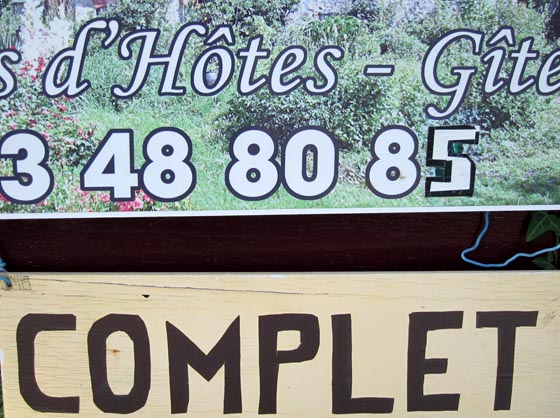 s d'Hôtes - Gîte
3 48 80 85
COMPLET